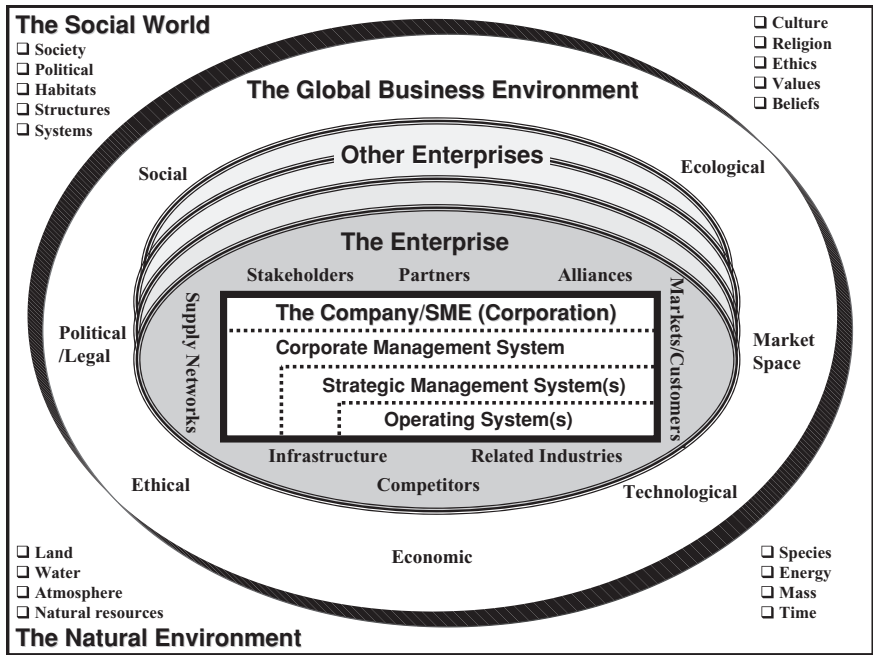 The Social World
❑ Society
❑ Political
❑ Habitats
❑ Structures
❑ Systems
❑ Culture
❑ Religion
❑ Ethics
❑ Values
❑ Beliefs
The Global Business Environment
Social
Other Enterprises
Ecological
The Enterprise
Stakeholders
Partners
Alliances
Supply Networks
The Company/SME (Corporation)
Corporate Management System
Strategic Management System(s)
Operating System(s)
Markets/Customers
Political
/Legal
Market
Space
Infrastructure
Related Industries
Competitors
Ethical
Technological
Economic
❑ Land
❑ Water
❑ Atmosphere
❑ Natural resources
The Natural Environment
❑ Species
❑ Energy
❑ Mass
❑ Time